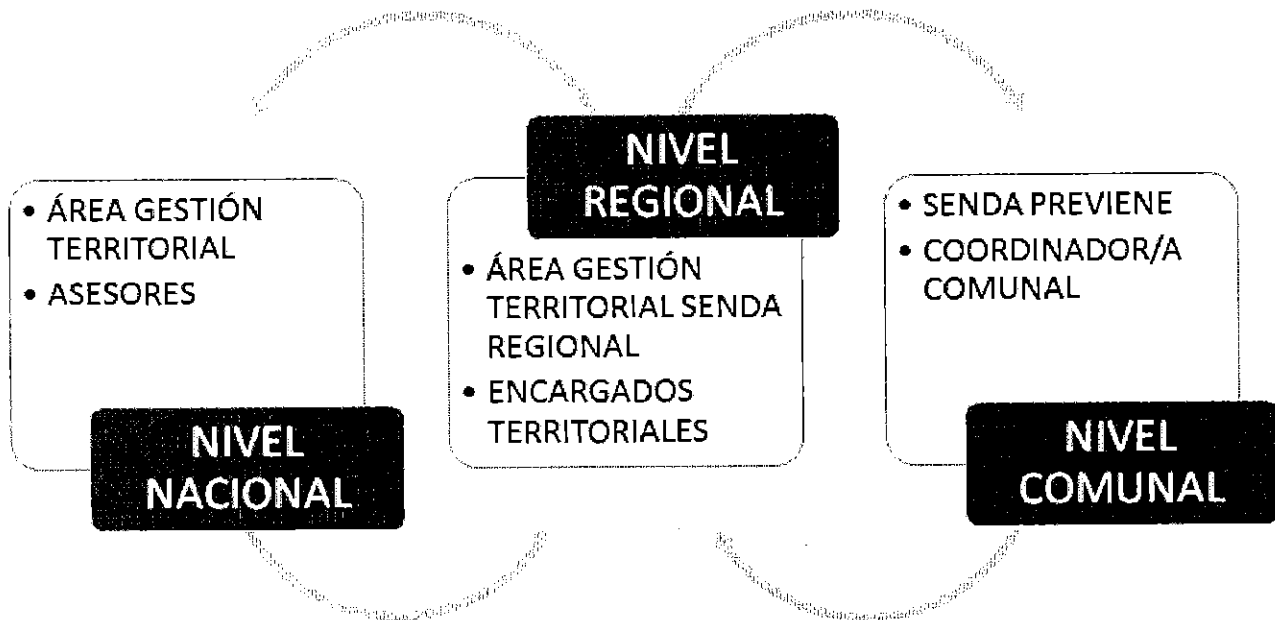 • ÁREA GESTIÓN
TERRITORIAL
• ASESORES
NIVEL
NACIONAL
NIVEL
REGIONAL
• ÁREA GESTIÓN
TERRITORIAL SENDA
REGIONAL
• ENCARGADOS
TERRITORIALES
• SENDA PREVIENE
• COORDINADOR/A
COMUNAL
NIVEL
COMUNAL